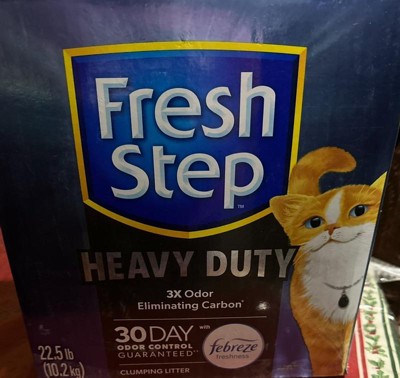 Fresh
Step™
HEAVY DUTY
3X Odor
Eliminating Carbon*
30 DAY
ODOR CONTROL
GUARANTEED**
with
febreze
freshness
22.5 lb
(10.2 kg)
CLUMPING LITTER